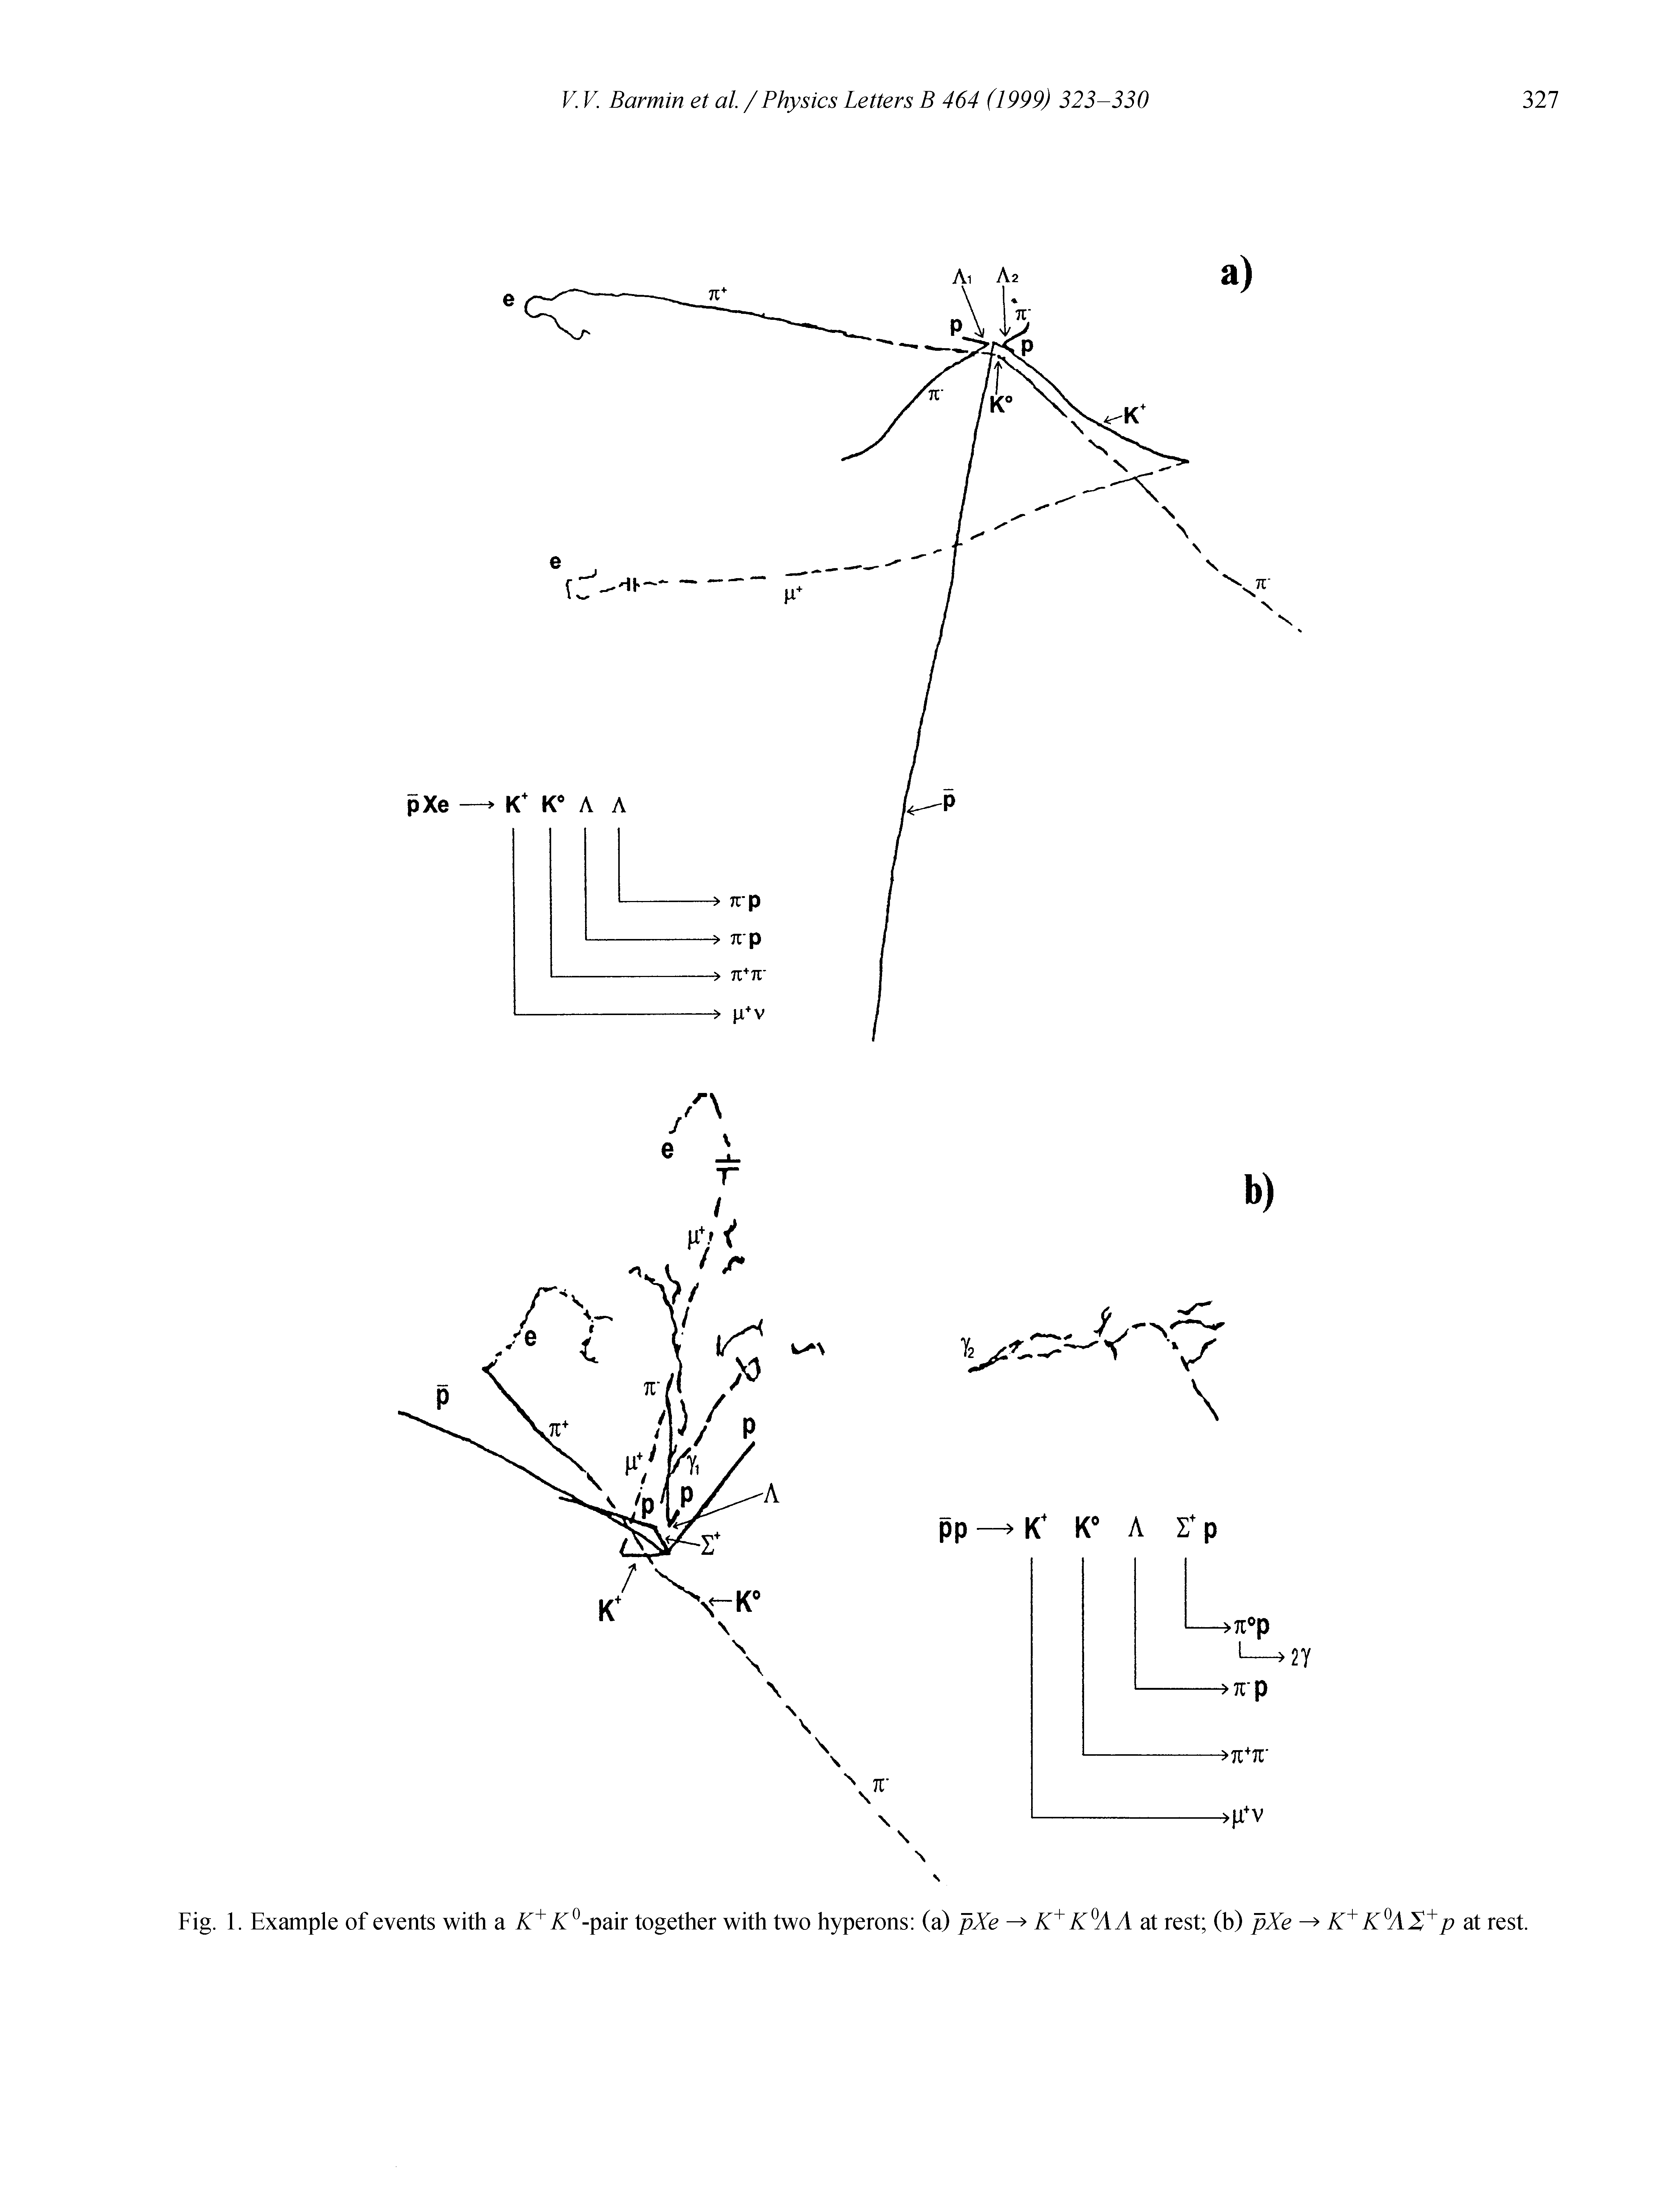 V.V. Barmin et al. / Physics Letters B 464 (1999) 323–330 327
a)
Λ₁ Λ₂
e π⁺
π⁻
p
p
π⁻
K°
K⁺
e
μ⁺
π⁻
p̄
p̄Xe → K⁺ K° Λ Λ
π⁻p
π⁻p
π⁺π⁻
μ⁺ν
b)
e
μ⁺
e
γ₂
p̄
π⁻
π⁺
p
μ⁺
γ₁
p
p
Λ
Σ⁺
K⁺
K°
π⁻
p̄p → K⁺ K° Λ Σ⁺ p
π°p
2γ
π⁻p
π⁺π⁻
μ⁺ν
Fig. 1. Example of events with a K⁺K⁰-pair together with two hyperons: (a) p̄Xe → K⁺K⁰ΛΛ at rest; (b) p̄Xe → K⁺K⁰ΛΣ⁺p at rest.